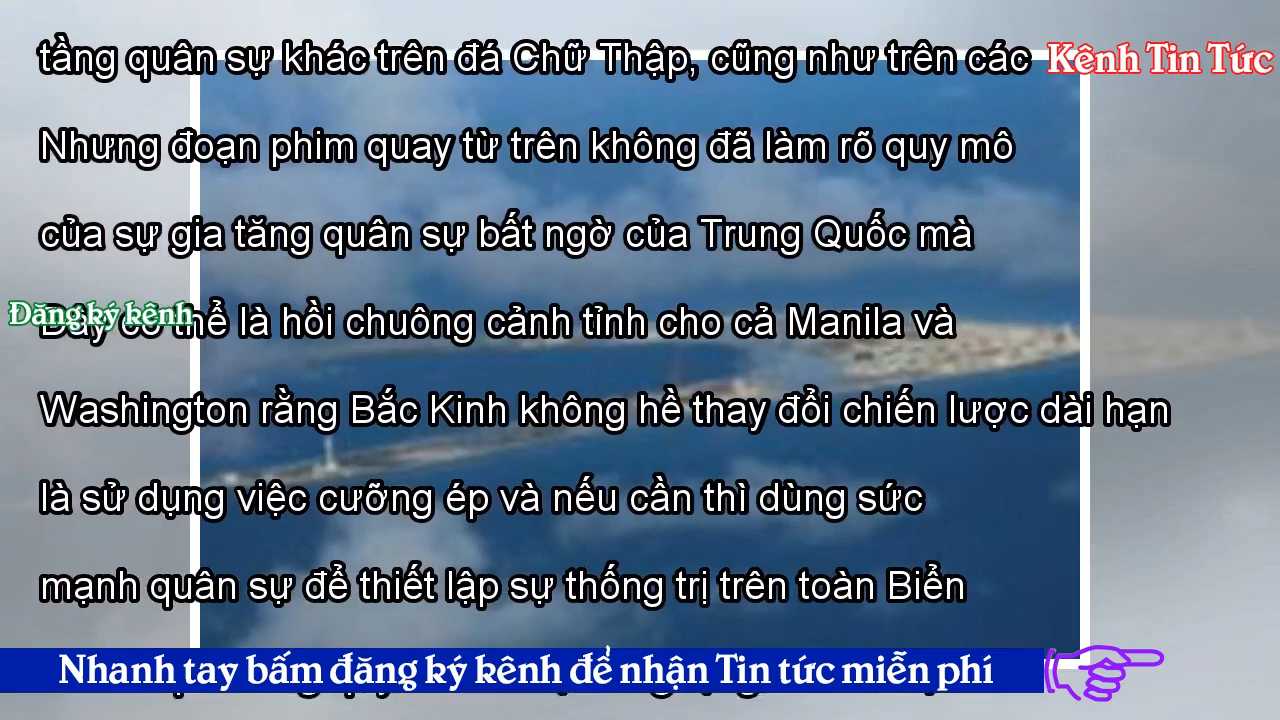 tầng quân sự khác trên đá Chữ Thập, cũng như trên các
Kênh Tin Tức
Nhưng đoạn phim quay từ trên không đã làm rõ quy mô
của sự gia tăng quân sự bất ngờ của Trung Quốc mà
Đăng ký kênh
có thể là hồi chuông cảnh tỉnh cho cả Manila và
Washington rằng Bắc Kinh không hề thay đổi chiến lược dài hạn
là sử dụng việc cưỡng ép và nếu cần thì dùng sức
mạnh quân sự để thiết lập sự thống trị trên toàn Biển
Nhanh tay bấm đăng ký kênh để nhận Tin tức miễn phí